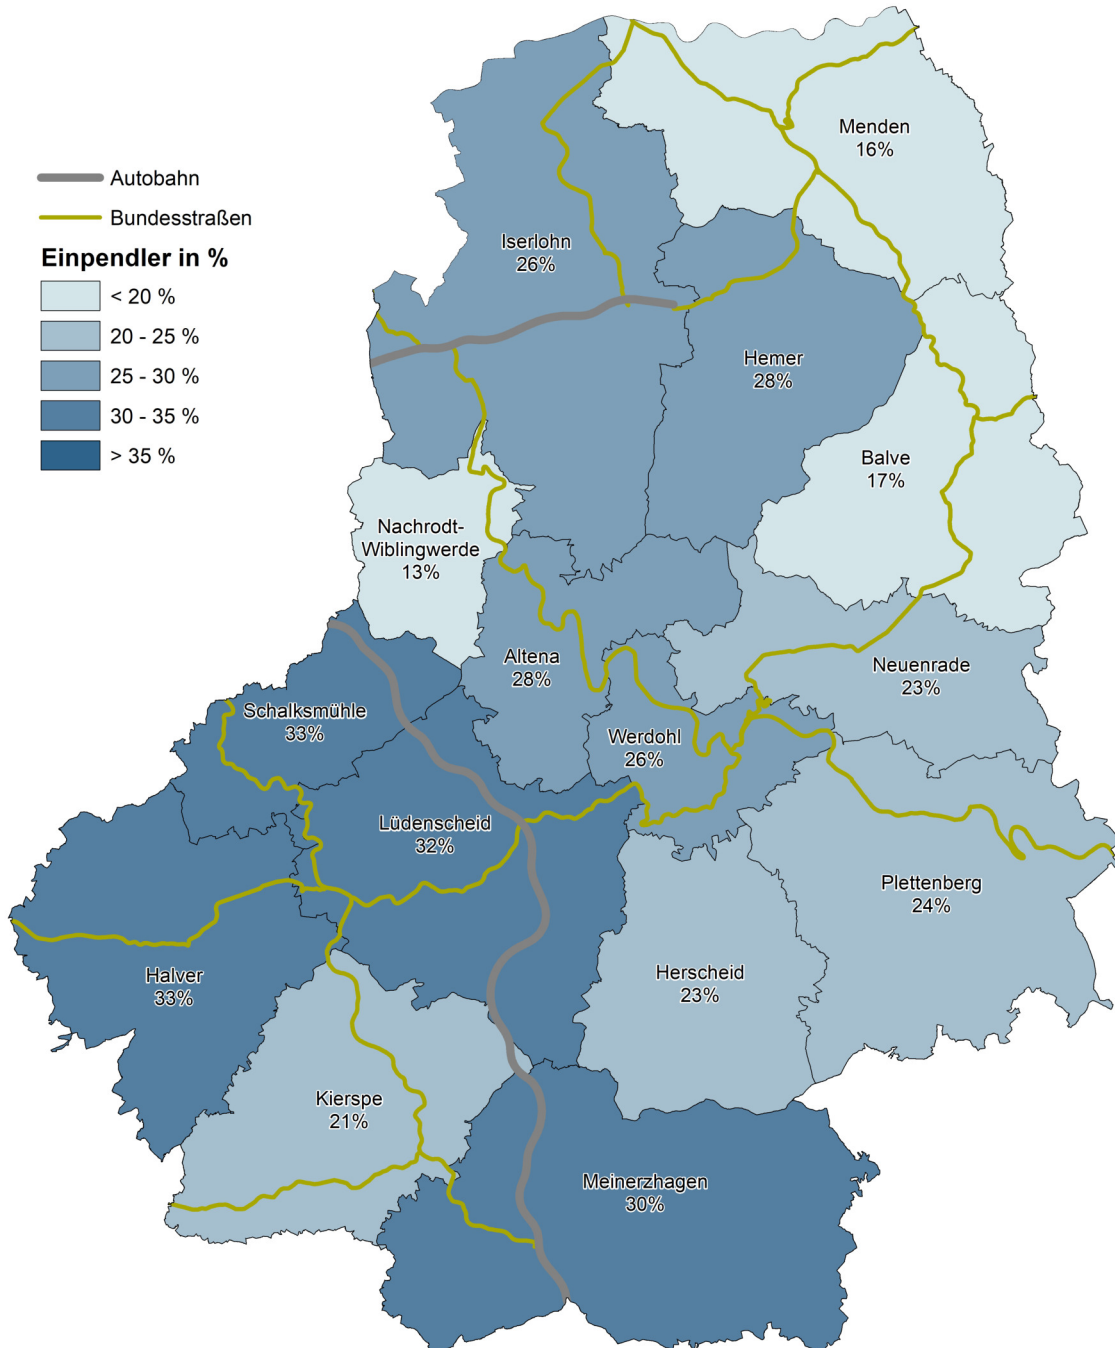 Autobahn
Bundesstraßen
Einpendler in %
< 20 %
20 - 25 %
25 - 30 %
30 - 35 %
> 35 %
Menden
16%
Iserlohn
26%
Hemer
28%
Balve
17%
Nachrodt-
Wiblingwerde
13%
Altena
28%
Neuenrade
23%
Schalksmühle
33%
Werdohl
26%
Lüdenscheid
32%
Plettenberg
24%
Halver
33%
Herscheid
23%
Kierspe
21%
Meinerzhagen
30%